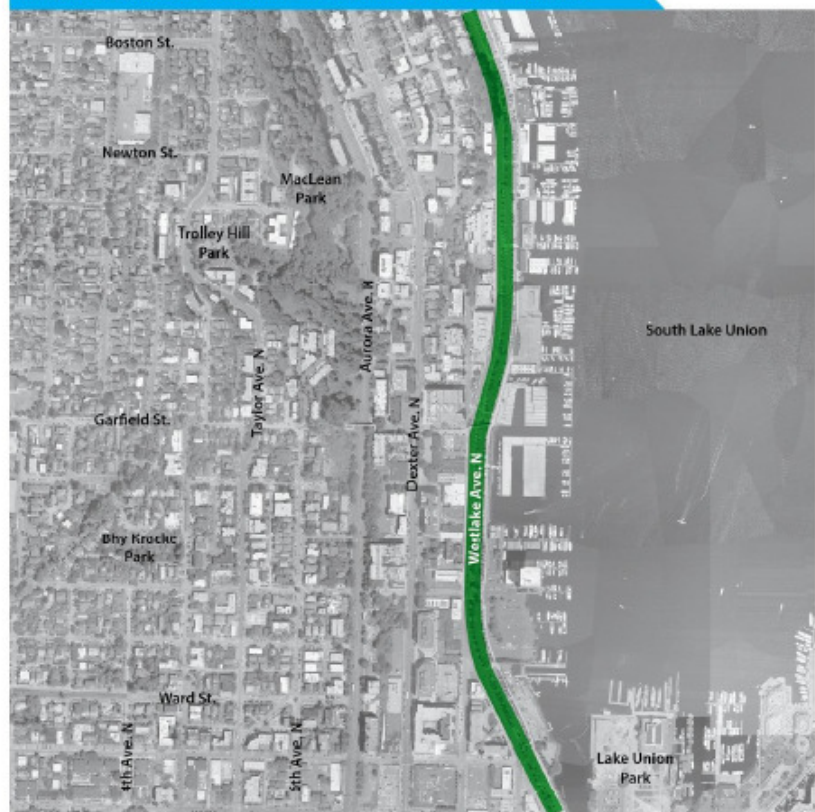 Boston St.
Newton St.
MacLean
Park
Trolley Hill
Park
Aurora Ave. N
South Lake Union
Taylor Ave. N
Garfield St.
Dexter Ave. N
Westlake Ave. N
Bhy Kracke
Park
Ward St.
4th Ave. N
5th Ave. N
Lake Union
Park